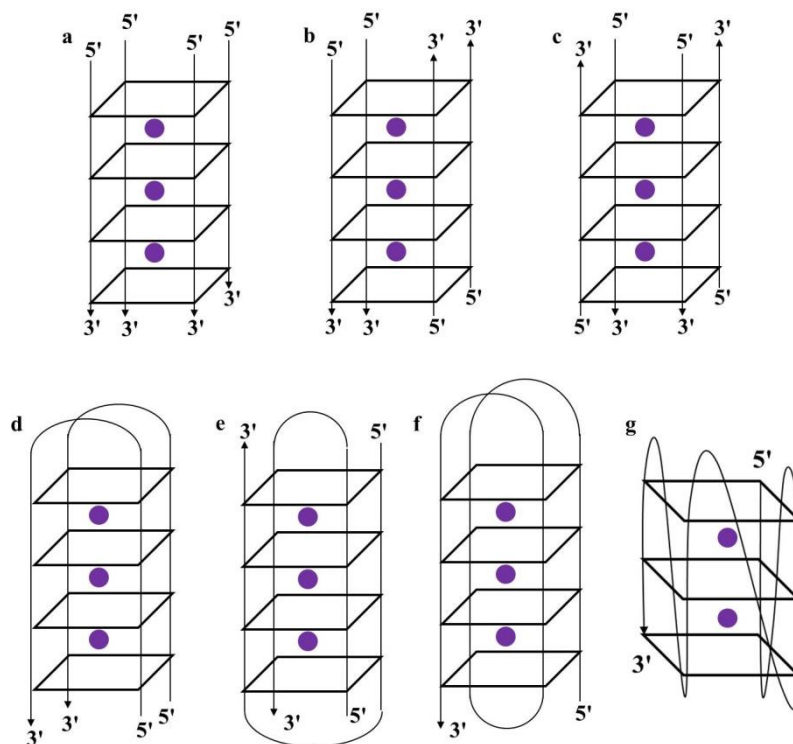 a 5' 5' 5' 5'
3' 3' 3' 3'
b 5' 5' 3' 3'
3' 3' 5' 5'
c 3' 5' 5' 3'
5' 3' 3' 5'
d
3' 3' 5' 5'
e 3' 5'
3' 5'
f
3' 5'
g 5'
3'